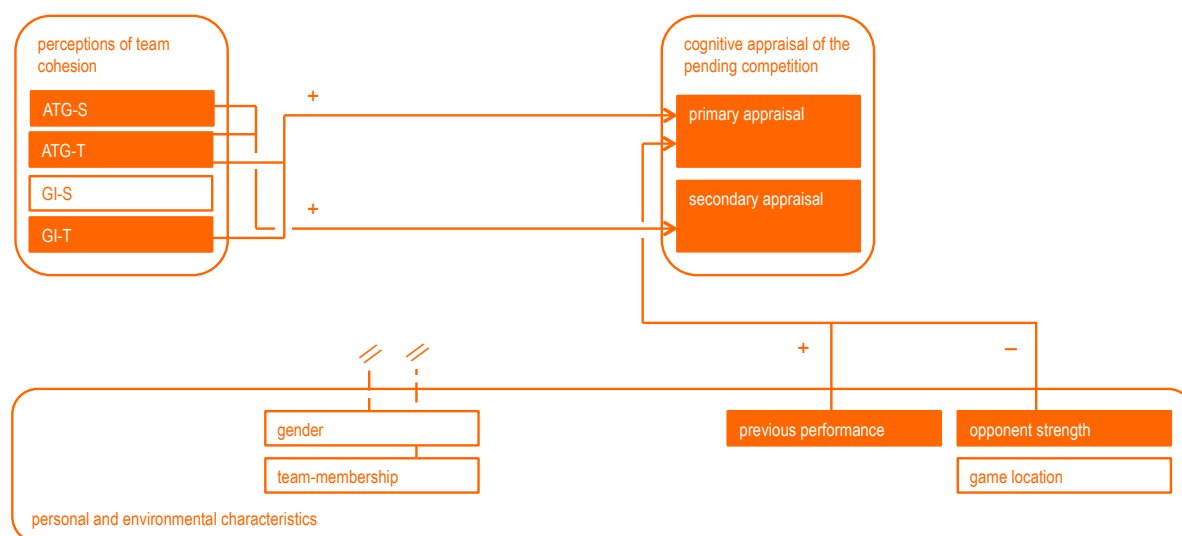 perceptions of team
cohesion
ATG-S
ATG-T
GI-S
GI-T
+
+
cognitive appraisal of the
pending competition
primary appraisal
secondary appraisal
+
–
gender
team-membership
previous performance
opponent strength
game location
personal and environmental characteristics